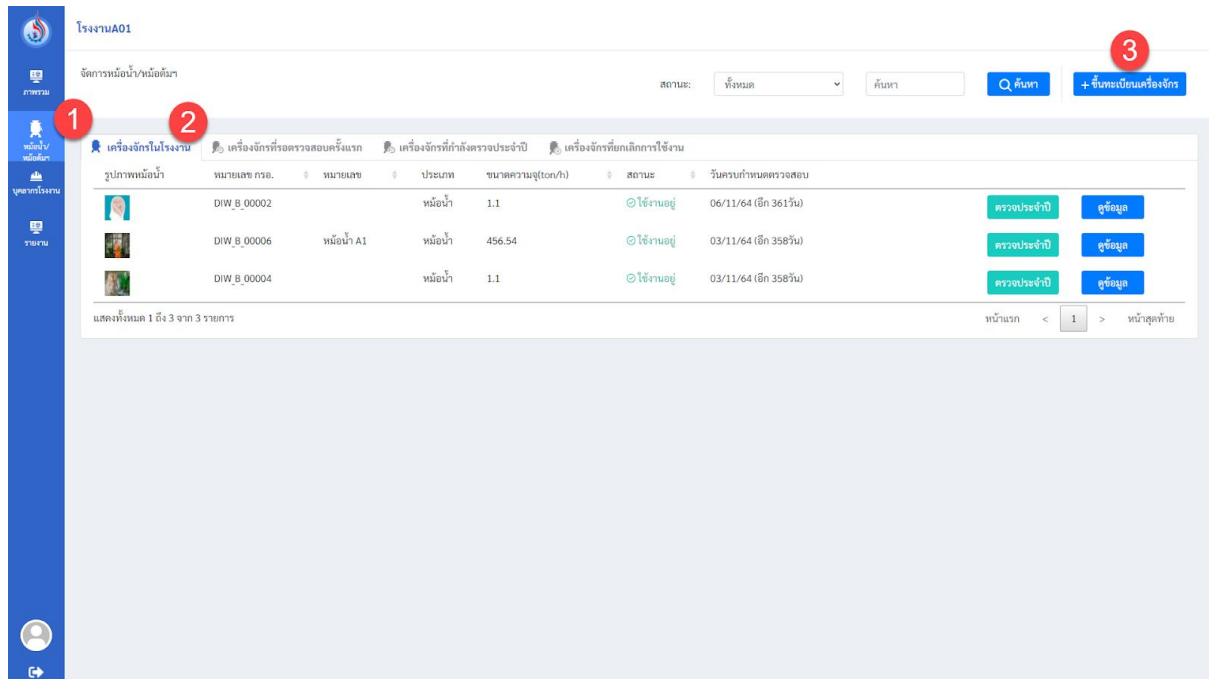 โรงงานA01
3
จัดการหม้อน้ำ/หม้อต้มฯ
สถานะ: ทั้งหมด ค้นหา ค้นหา +ขึ้นทะเบียนเครื่องจักร
ภาพรวม
1
2
หม้อน้ำ/
หม้อต้มฯ
บุคลากรโรงงาน
รายงาน
เครื่องจักรในโรงงาน เครื่องจักรที่รอตรวจสอบครั้งแรก เครื่องจักรที่กำลังตรวจประจำปี เครื่องจักรที่ยกเลิกการใช้งาน
รูปภาพหม้อน้ำ หมายเลข กรอ. หมายเลข ประเภท ขนาดความจุ(ton/h) สถานะ วันครบกำหนดตรวจสอบ
DIW_B_00002 หม้อน้ำ 1.1 ใช้งานอยู่ 06/11/64 (อีก 361วัน) ตรวจประจำปี ดูข้อมูล
DIW_B_00006 หม้อน้ำ A1 หม้อน้ำ 456.54 ใช้งานอยู่ 03/11/64 (อีก 358วัน) ตรวจประจำปี ดูข้อมูล
DIW_B_00004 หม้อน้ำ 1.1 ใช้งานอยู่ 03/11/64 (อีก 358วัน) ตรวจประจำปี ดูข้อมูล
แสดงทั้งหมด 1 ถึง 3 จาก 3 รายการ หน้าแรก < 1 > หน้าสุดท้าย